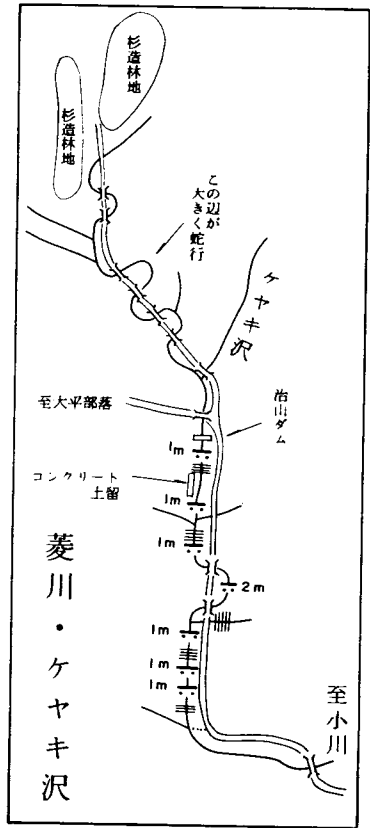 杉造林地
杉造林地
この辺が
大きく蛇行
ケヤキ沢
至大平部落
治山ダム
1m
コンクリート
土留
1m
1m
2m
1m
1m
1m
至小川
菱川・ケヤキ沢